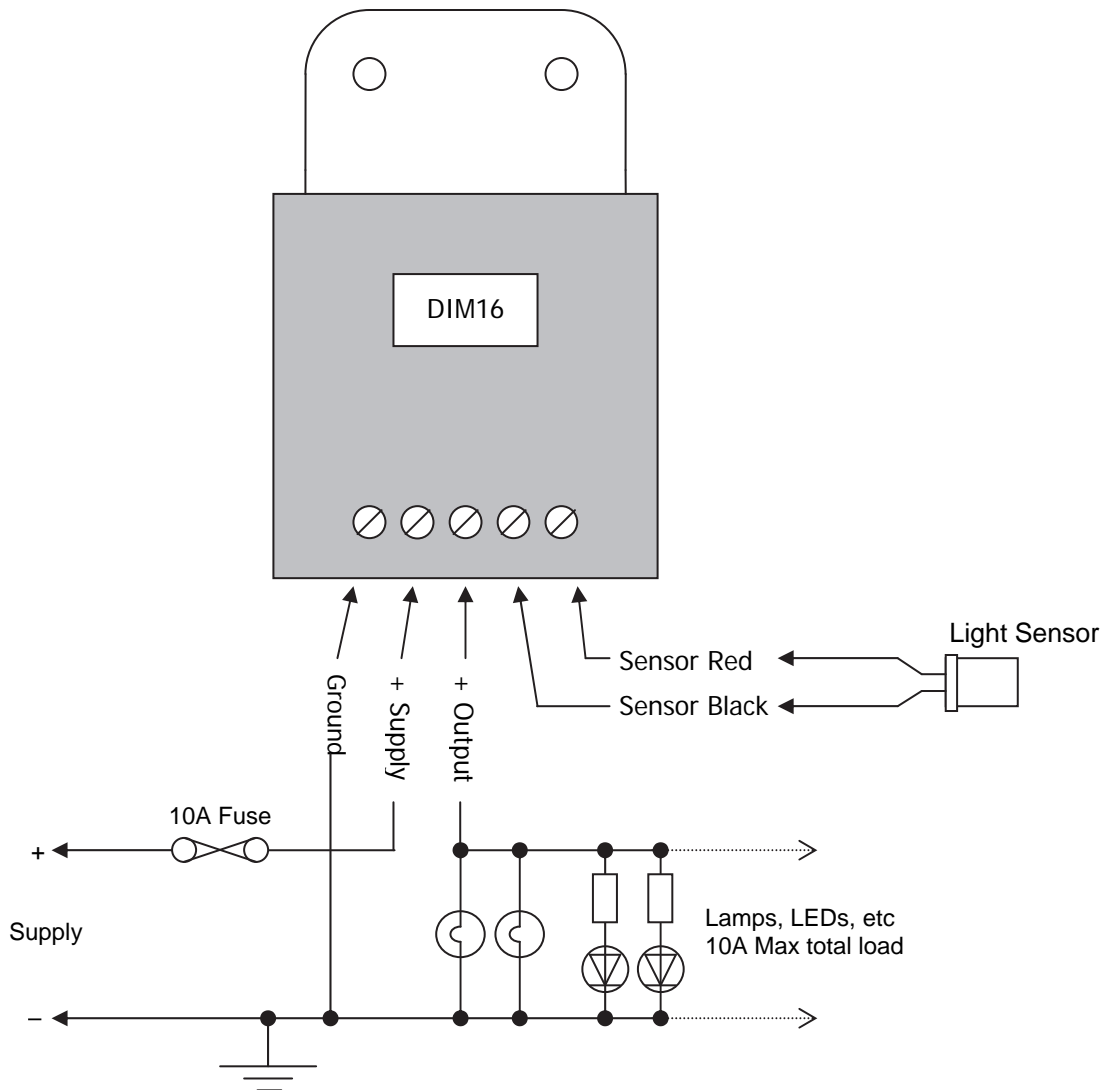 DIM16
Light Sensor
Sensor Red
Sensor Black
Ground
+ Supply
+ Output
10A Fuse
+
Supply
Lamps, LEDs, etc
10A Max total load
–